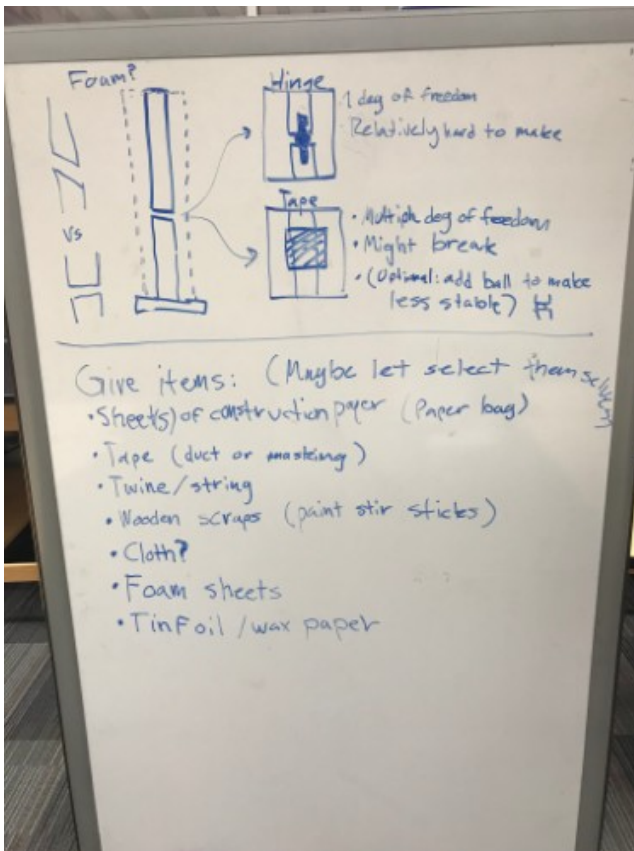 Foam?
Hinge
1 deg of freedom
Relatively hard to make
vs
Tape
• Multiple deg of freedom
• Might break
• (Optimal: add ball to make
less stable)
Give items: (Maybe let select themselves)
• Sheet(s) of construction paper (Paper bag)
• Tape (duct or masking)
• Twine/string
• Wooden scraps (paint stir sticks)
• Cloth?
• Foam sheets
• Tinfoil/wax paper